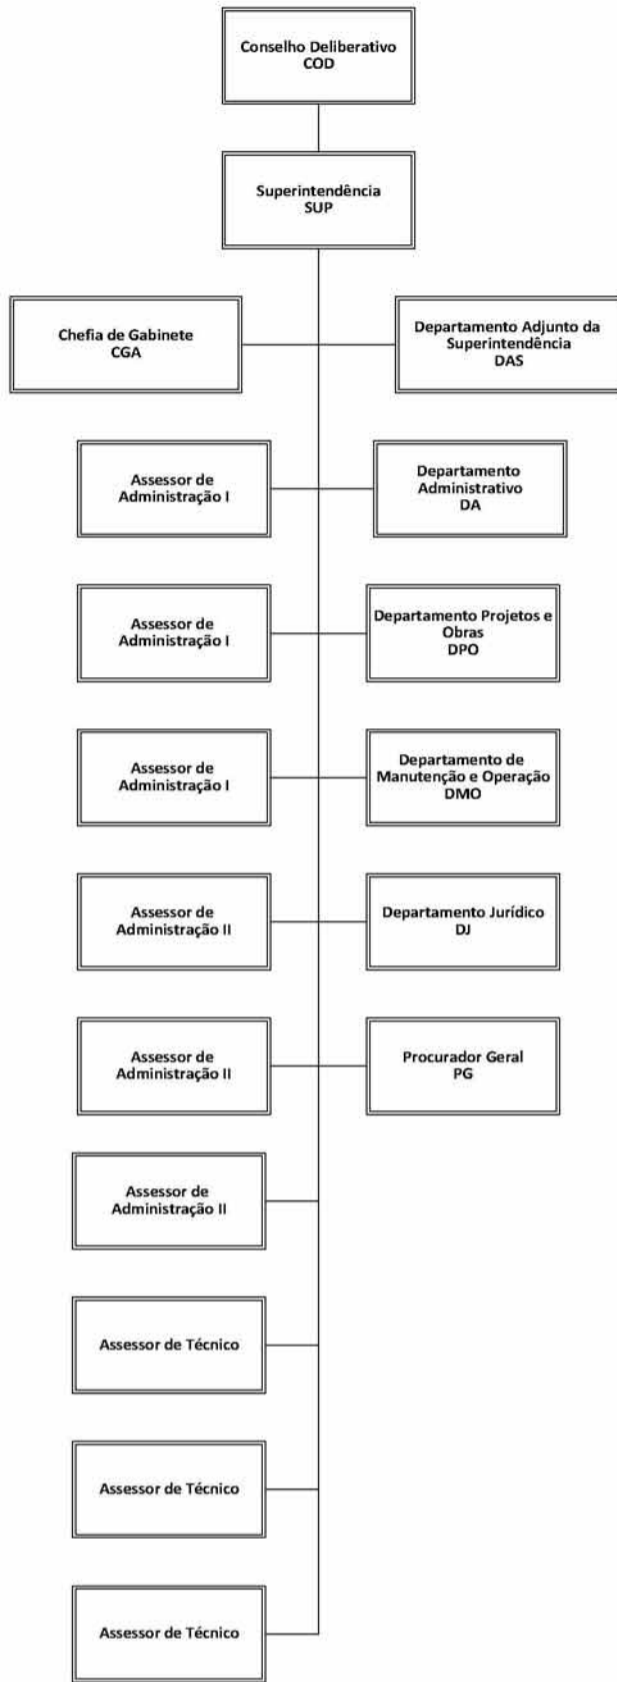 Conselho Deliberativo
COD
Superintendência
SUP
Chefia de Gabinete
CGA
Departamento Adjunto da
Superintendência
DAS
Assessor de
Administração I
Departamento
Administrativo
DA
Assessor de
Administração I
Departamento Projetos e
Obras
DPO
Assessor de
Administração I
Departamento de
Manutenção e Operação
DMO
Assessor de
Administração II
Departamento Jurídico
DJ
Assessor de
Administração II
Procurador Geral
PG
Assessor de
Administração II
Assessor de Técnico
Assessor de Técnico
Assessor de Técnico